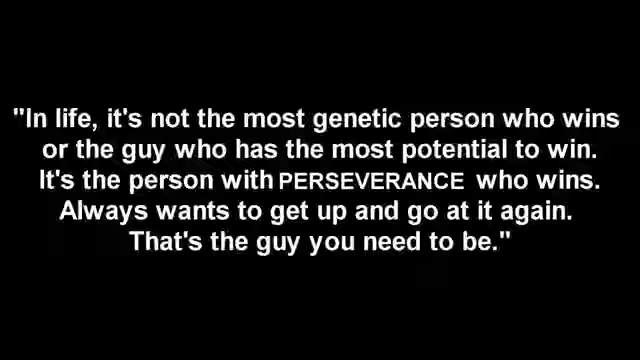 "In life, it's not the most genetic person who wins
or the guy who has the most potential to win.
It's the person with PERSEVERANCE who wins.
Always wants to get up and go at it again.
That's the guy you need to be."